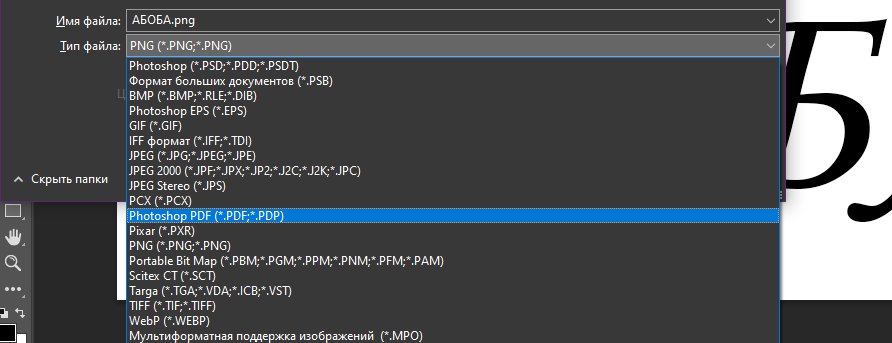 Имя файла: АБОБА.png
Тип файла: PNG (*.PNG;*.PNG)
Photoshop (*.PSD;*.PDD;*.PSDT)
Формат больших документов (*.PSB)
BMP (*.BMP;*.RLE;*.DIB)
Photoshop EPS (*.EPS)
GIF (*.GIF)
IFF формат (*.IFF;*.TDI)
JPEG (*.JPG;*.JPEG;*.JPE)
JPEG 2000 (*.JPF;*.JPX;*.JP2;*.J2C;*.J2K;*.JPC)
JPEG Stereo (*.JPS)
PCX (*.PCX)
Photoshop PDF (*.PDF;*.PDP)
Pixar (*.PXR)
PNG (*.PNG;*.PNG)
Portable Bit Map (*.PBM;*.PGM;*.PPM;*.PNM;*.PFM;*.PAM)
Scitex CT (*.SCT)
Targa (*.TGA;*.VDA;*.ICB;*.VST)
TIFF (*.TIF;*.TIFF)
WebP (*.WEBP)
Мультиформатная поддержка изображений (*.MPO)
Скрыть папки
Б